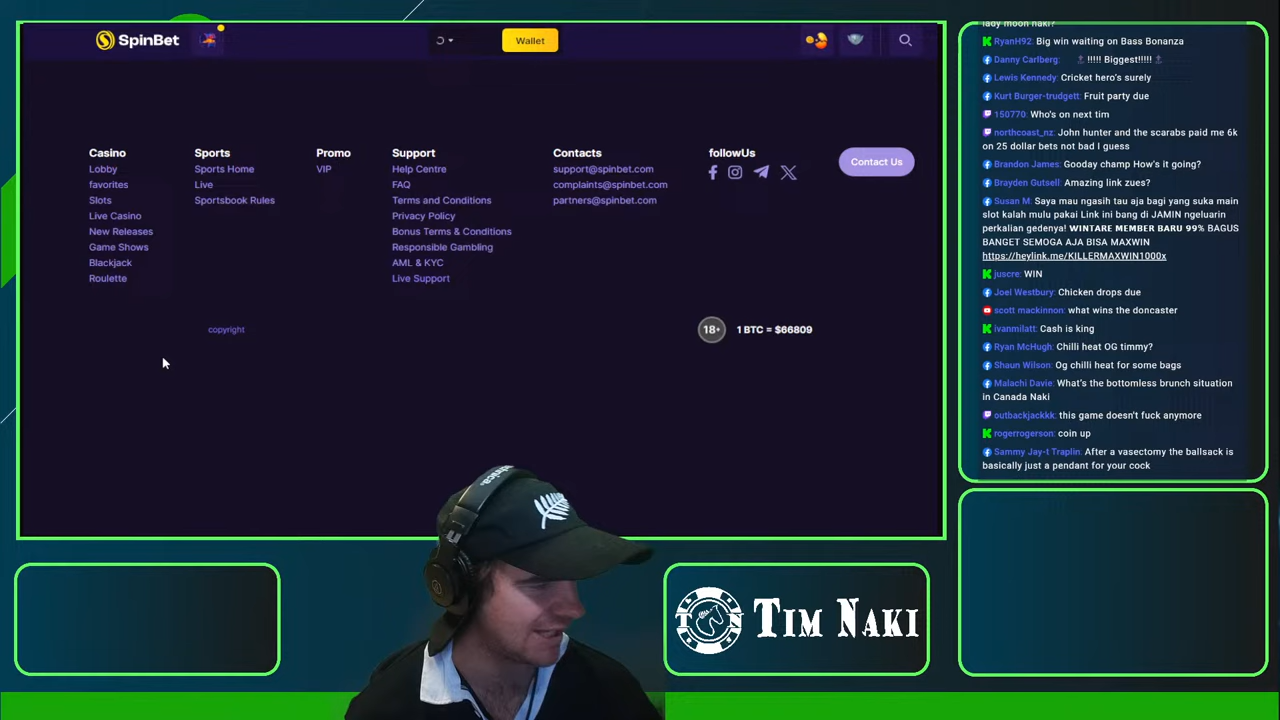 SpinBet
Wallet
Casino
Lobby
favorites
Slots
Live Casino
New Releases
Game Shows
Blackjack
Roulette
Sports
Sports Home
Live
Sportsbook Rules
Promo
VIP
Support
Help Centre
FAQ
Terms and Conditions
Privacy Policy
Bonus Terms & Conditions
Responsible Gambling
AML & KYC
Live Support
Contacts
support@spinbet.com
complaints@spinbet.com
partners@spinbet.com
followUs
Contact Us
copyright
18+
1 BTC = $66809
lady moon naki?
RyanH92: Big win waiting on Bass Bonanza
Danny Carlberg: !!!!! Biggest!!!!!
Lewis Kennedy: Cricket hero's surely
Kurt Burger-trudgett: Fruit party due
150770: Who's on next tim
northcoast_nz: John hunter and the scarabs paid me 6k
on 25 dollar bets not bad I guess
Brandon James: Gooday champ How's it going?
Brayden Gutsell: Amazing link zues?
Susan M: Saya mau ngasih tau aja bagi yang suka main
slot kalah mulu pakai Link ini bang di JAMIN ngeluarin
perkalian gedenya! WINTARE MEMBER BARU 99% BAGUS
BANGET SEMOGA AJA BISA MAXWIN
https://heylink.me/KILLERMAXWIN1000x
juscre: WIN
Joel Westbury: Chicken drops due
scott mackinnon: what wins the doncaster
ivanmilatt: Cash is king
Ryan McHugh: Chilli heat OG timmy?
Shaun Wilson: Og chilli heat for some bags
Malachi Davie: What's the bottomless brunch situation
in Canada Naki
outbackjackkk: this game doesn't fuck anymore
rogerrogerson: coin up
Sammy Jay-t Traplin: After a vasectomy the ballsack is
basically just a pendant for your cock
TN
TIM NAKI